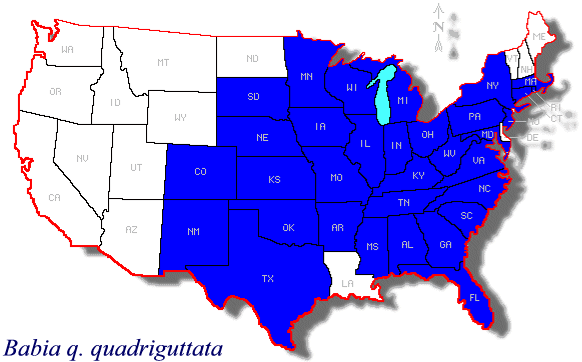 N
ME
WA
MT
ND
VT
NH
MN
OR
ID
SD
WI
MI
NY
MA
WY
RI
CT
NJ
NE
IA
PA
NV
UT
CO
IL
IN
OH
MD
DE
WV
VA
CA
KS
MO
KY
NC
AZ
NM
OK
AR
TN
SC
TX
MS
AL
GA
LA
FL
Babia q. quadriguttata